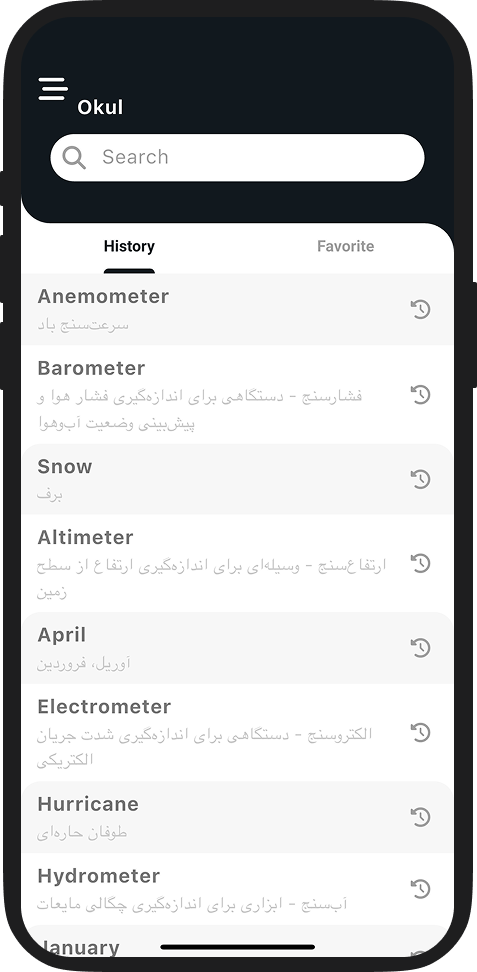 Okul
Search
History
Favorite
Anemometer
سرعت‌سنج باد
Barometer
فشارسنج - دستگاهی برای اندازه‌گیری فشار هوا و
پیش‌بینی وضعیت آب‌وهوا
Snow
برف
Altimeter
ارتفاع‌سنج - وسیله‌ای برای اندازه‌گیری ارتفاع از سطح
زمین
April
آوریل، فروردین
Electrometer
الکتروسنج - دستگاهی برای اندازه‌گیری شدت جریان
الکتریکی
Hurricane
طوفان حاره‌ای
Hydrometer
آب‌سنج - ابزاری برای اندازه‌گیری چگالی مایعات
January